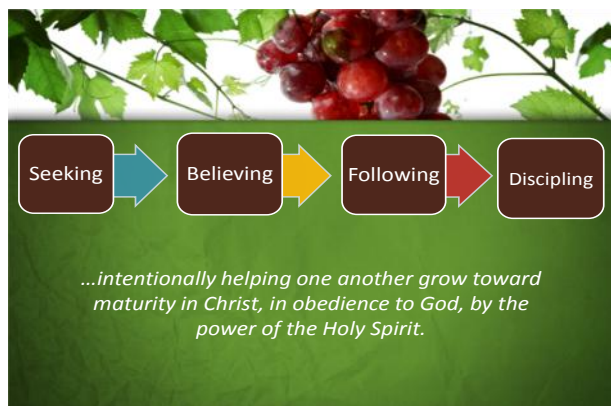 Seeking
Believing
Following
Discipling
...intentionally helping one another grow toward
maturity in Christ, in obedience to God, by the
power of the Holy Spirit.